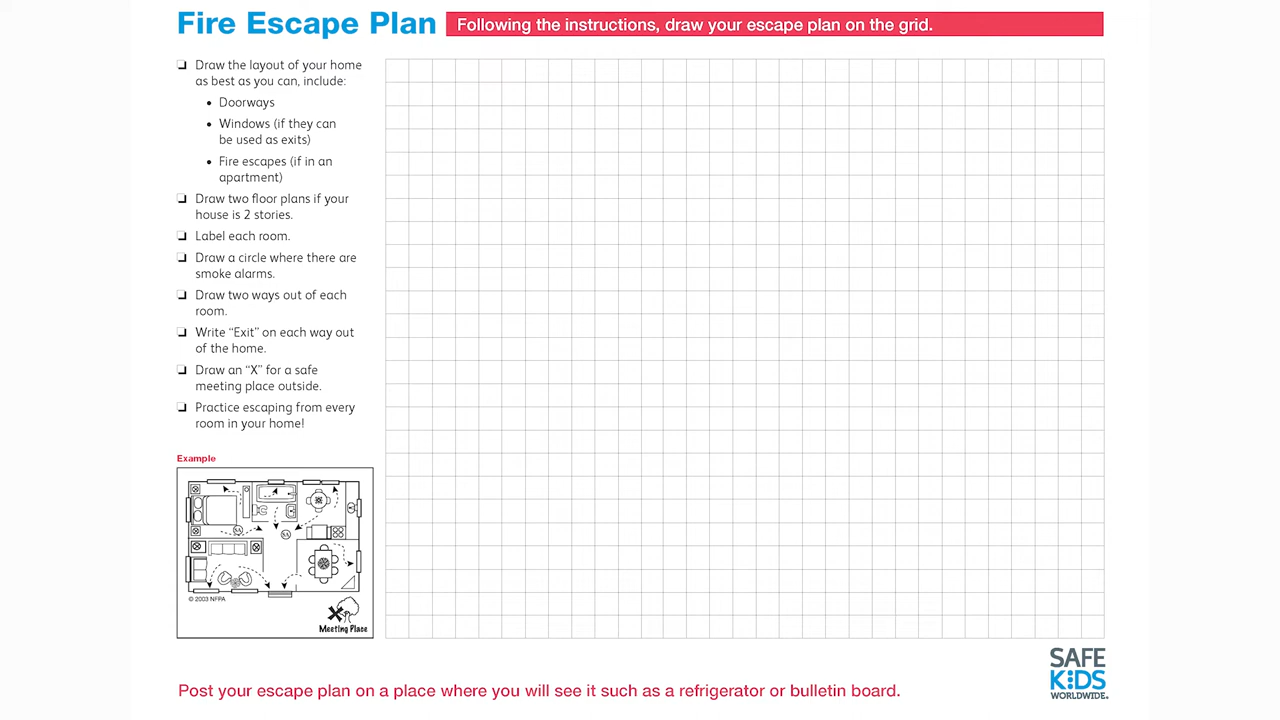 Fire Escape Plan
Following the instructions, draw your escape plan on the grid.
Draw the layout of your home
as best as you can, include:
• Doorways
• Windows (if they can
be used as exits)
• Fire escapes (if in an
apartment)
Draw two floor plans if your
house is 2 stories.
Label each room.
Draw a circle where there are
smoke alarms.
Draw two ways out of each
room.
Write “Exit” on each way out
of the home.
Draw an “X” for a safe
meeting place outside.
Practice escaping from every
room in your home!
Example
SA
SA
© 2003 NFPA
Meeting Place
Post your escape plan on a place where you will see it such as a refrigerator or bulletin board.
SAFE
KIDS
WORLDWIDE.